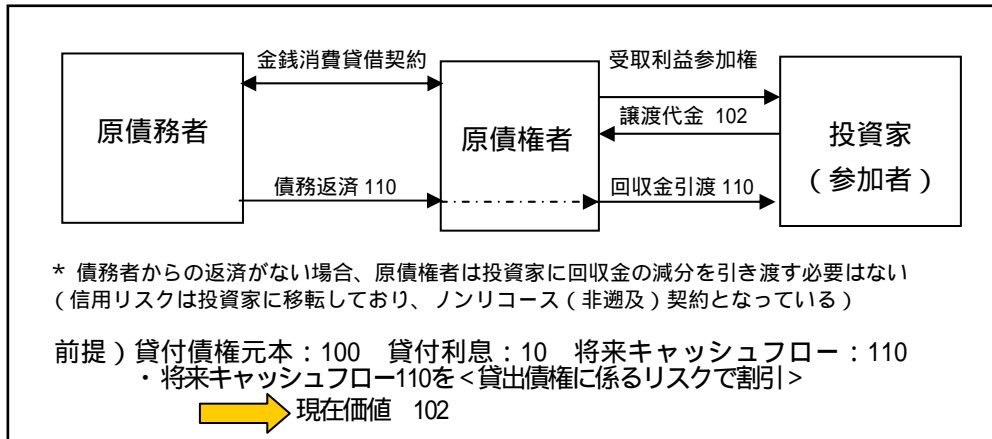 金銭消費貸借契約
受取利益参加権
原債務者
原債権者
譲渡代金 102
投資家
（参加者）
債務返済 110
回収金引渡 110
* 債務者からの返済がない場合、原債権者は投資家に回収金の減分を引き渡す必要はない
（信用リスクは投資家に移転しており、ノンリコース（非遡及）契約となっている）
前提）貸付債権元本：100　貸付利息：10　将来キャッシュフロー：110
・将来キャッシュフロー110を＜貸出債権に係るリスクで割引＞
現在価値　102